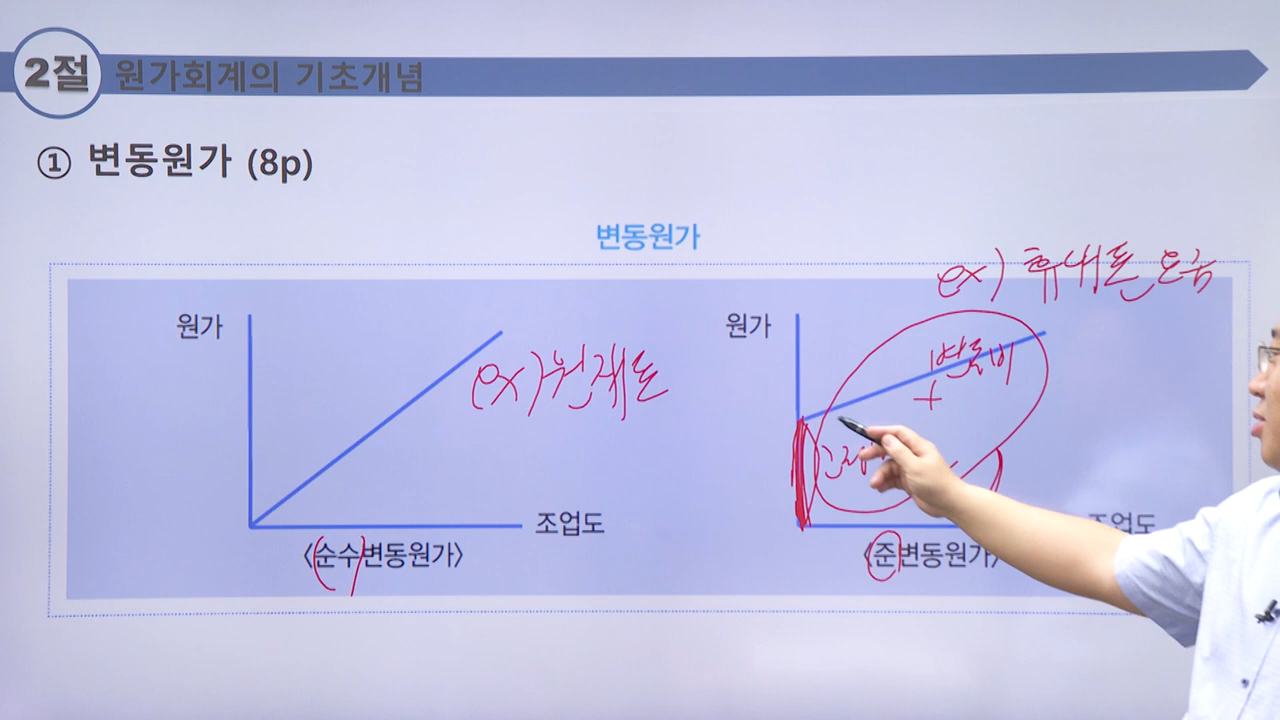 2절 원가회계의 기초개념
① 변동원가 (8p)
변동원가
ex) 휴대폰 요금
원가
ex) 원재료
조업도
<순수변동원가>
원가
변동비
+
조업도
<준변동원가>